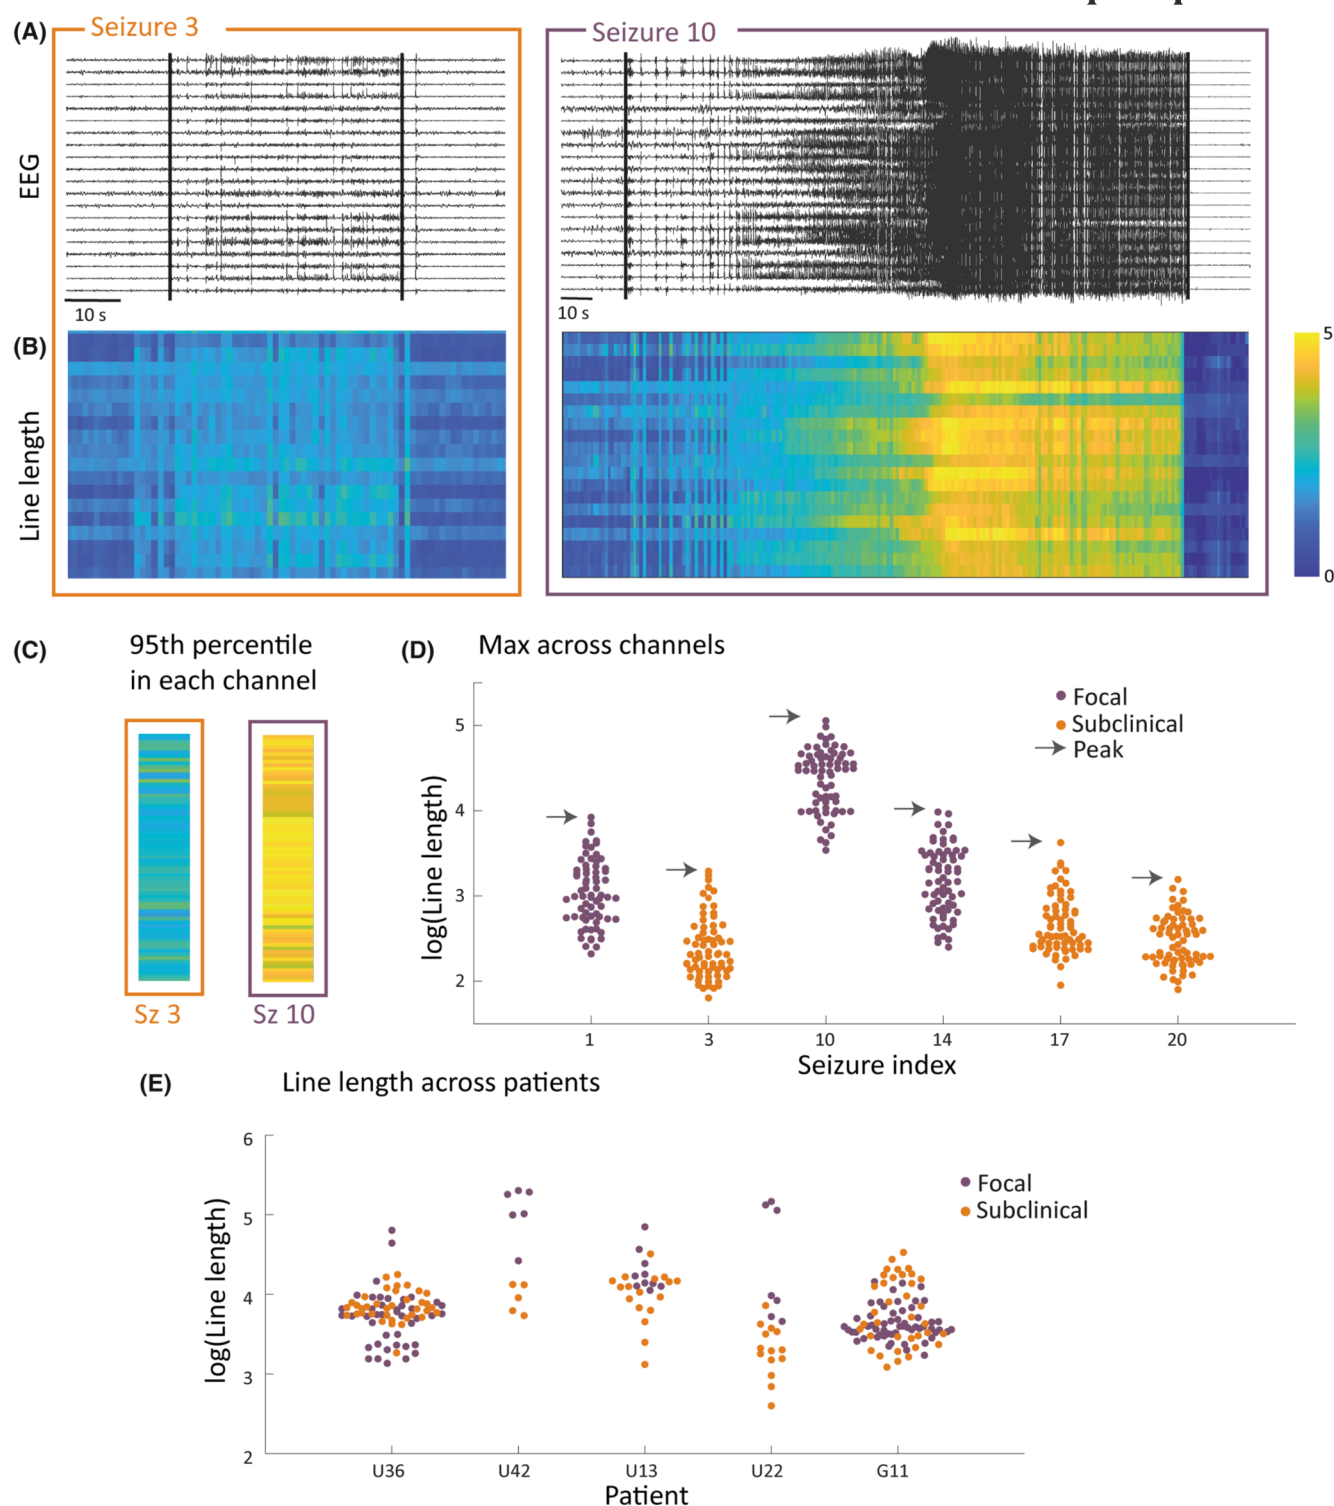 (A)
Seizure 3
Seizure 10
EEG
10 s
10 s
(B)
Line length
5
0
(C)
95th percentile
in each channel
Sz 3
Sz 10
(D)
Max across channels
Focal
Subclinical
Peak
log(Line length)
5
4
3
2
1
3
10
14
17
20
Seizure index
(E)
Line length across patients
Focal
Subclinical
log(Line length)
6
5
4
3
2
U36
U42
U13
U22
G11
Patient